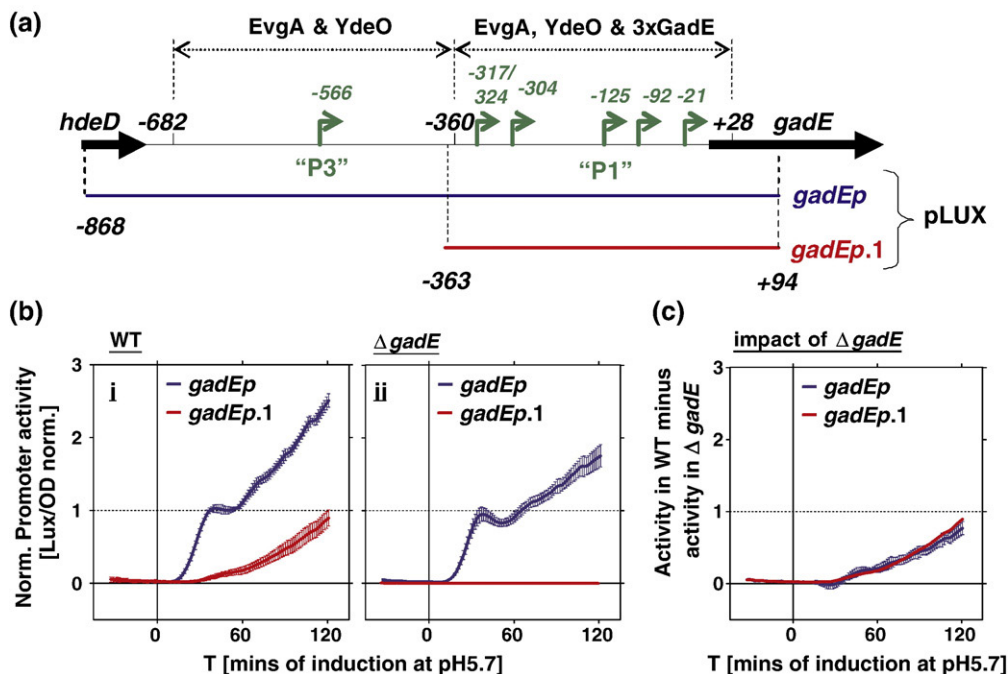 (a)
EvgA & YdeO
EvgA, YdeO & 3xGadE
-317/
324
-304
-566
-125
-92
-21
hdeD
-682
-360
+28
gadE
“P3”
“P1”
gadEp
pLUX
-868
gadEp.1
-363
+94
(b)
WT
Δ gadE
(c)
impact of Δ gadE
Norm. Promoter activity
[Lux/OD norm.]
3
2
1
0
i
gadEp
gadEp.1
ii
gadEp
gadEp.1
Activity in WT minus
activity in Δ gadE
3
2
1
0
gadEp
gadEp.1
0
60
120
0
60
120
0
60
120
T [mins of induction at pH5.7]
T [mins of induction at pH5.7]